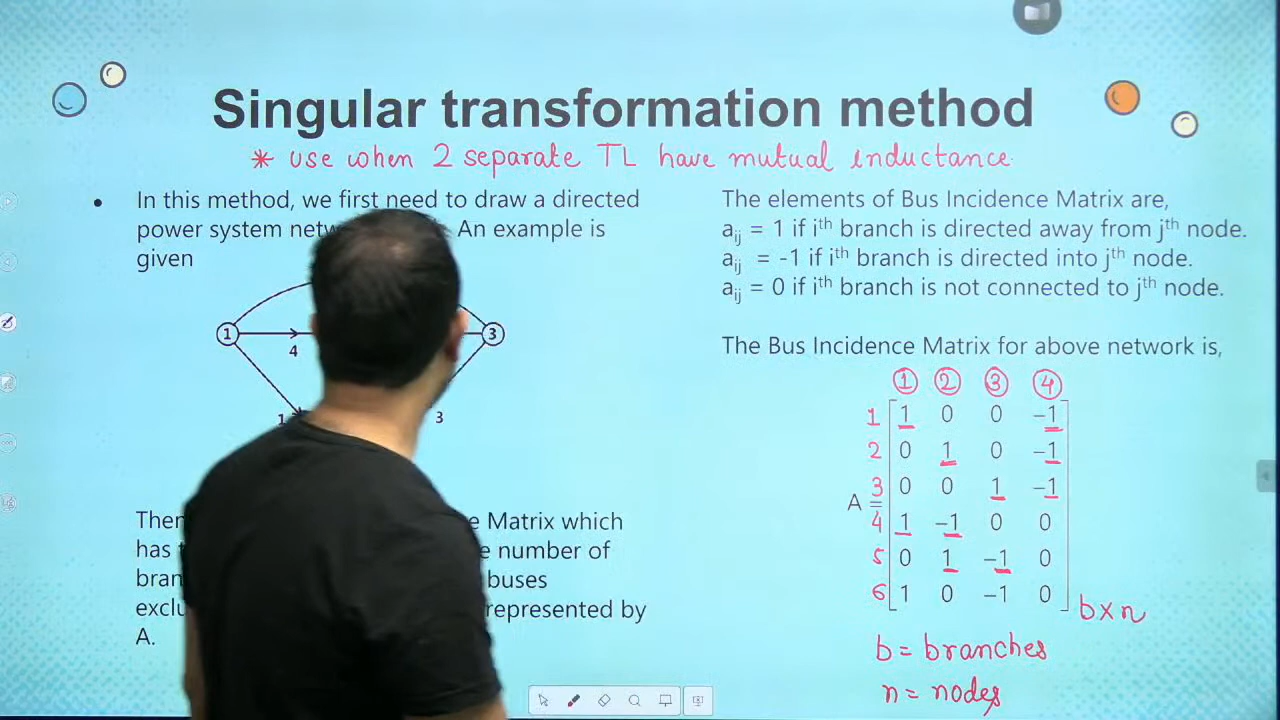 Singular transformation method
* use when 2 separate TL have mutual inductance.
• In this method, we first need to draw a directed
power system An example is
given
1 3
4
1 3
Matrix which
has number of
buses
represented by
A.
The elements of Bus Incidence Matrix are,
aij = 1 if ith branch is directed away from jth node.
aij = -1 if ith branch is directed into jth node.
aij = 0 if ith branch is not connected to jth node.
The Bus Incidence Matrix for above network is,
① ② ③ ④
1 1 0 0 -1
2 0 1 0 -1
3 0 0 1 -1
A =
4 1 -1 0 0
5 0 1 -1 0
6 1 0 -1 0
b×n
b = branches
n = nodes